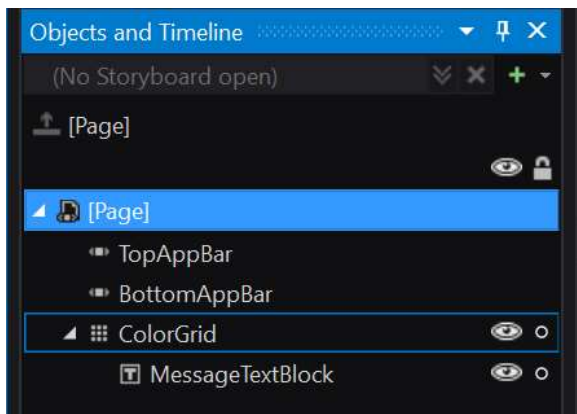 Objects and Timeline
(No Storyboard open)
[Page]
[Page]
TopAppBar
BottomAppBar
ColorGrid
MessageTextBlock